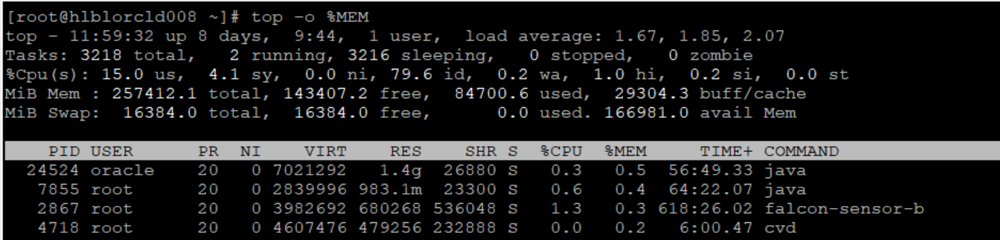 [root@hlblorcld008 ~]# top -o %MEM
top - 11:59:32 up 8 days,  9:44,  1 user,  load average: 1.67, 1.85, 2.07
Tasks: 3218 total,   2 running, 3216 sleeping,   0 stopped,   0 zombie
%Cpu(s): 15.0 us,  4.1 sy,  0.0 ni, 79.6 id,  0.2 wa,  1.0 hi,  0.2 si,  0.0 st
MiB Mem : 257412.1 total, 143407.2 free,  84700.6 used,  29304.3 buff/cache
MiB Swap:  16384.0 total,  16384.0 free,      0.0 used. 166981.0 avail Mem
PID USER      PR  NI    VIRT    RES    SHR S  %CPU  %MEM     TIME+ COMMAND
24524 oracle    20   0 7021292   1.4g  26880 S   0.3   0.5  56:49.33 java
7855 root      20   0 2839996 983.1m  23300 S   0.6   0.4  64:22.07 java
2867 root      20   0 3982692 680268 536048 S   1.3   0.3 618:26.02 falcon-sensor-b
4718 root      20   0 4607476 479256 232888 S   0.0   0.2   6:00.47 cvd